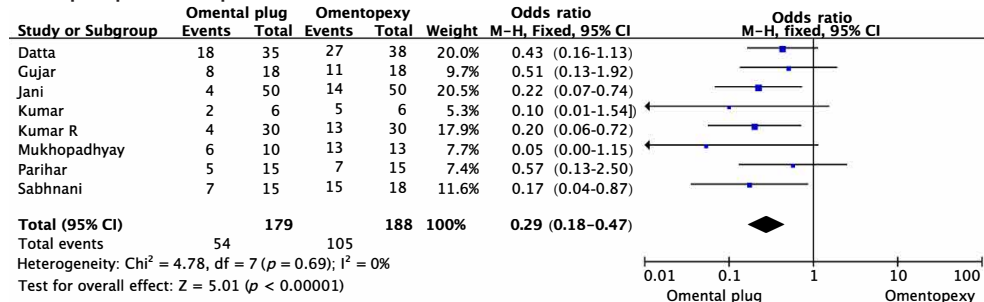 Omental plug Omentopexy Odds ratio Odds ratio
Study or Subgroup Events Total Events Total Weight M-H, Fixed, 95% CI M-H, fixed, 95% CI
Datta 18 35 27 38 20.0% 0.43 (0.16-1.13)
Gujar 8 18 11 18 9.7% 0.51 (0.13-1.92)
Jani 4 50 14 50 20.5% 0.22 (0.07-0.74)
Kumar 2 6 5 6 5.3% 0.10 (0.01-1.54])
Kumar R 4 30 13 30 17.9% 0.20 (0.06-0.72)
Mukhopadhyay 6 10 13 13 7.7% 0.05 (0.00-1.15)
Parihar 5 15 7 15 7.4% 0.57 (0.13-2.50)
Sabhnani 7 15 15 18 11.6% 0.17 (0.04-0.87)
Total (95% CI) 179 188 100% 0.29 (0.18-0.47)
Total events 54 105
Heterogeneity: Chi² = 4.78, df = 7 (p = 0.69); I² = 0%
Test for overall effect: Z = 5.01 (p < 0.00001)
0.01 0.1 1 10 100
Omental plug Omentopexy